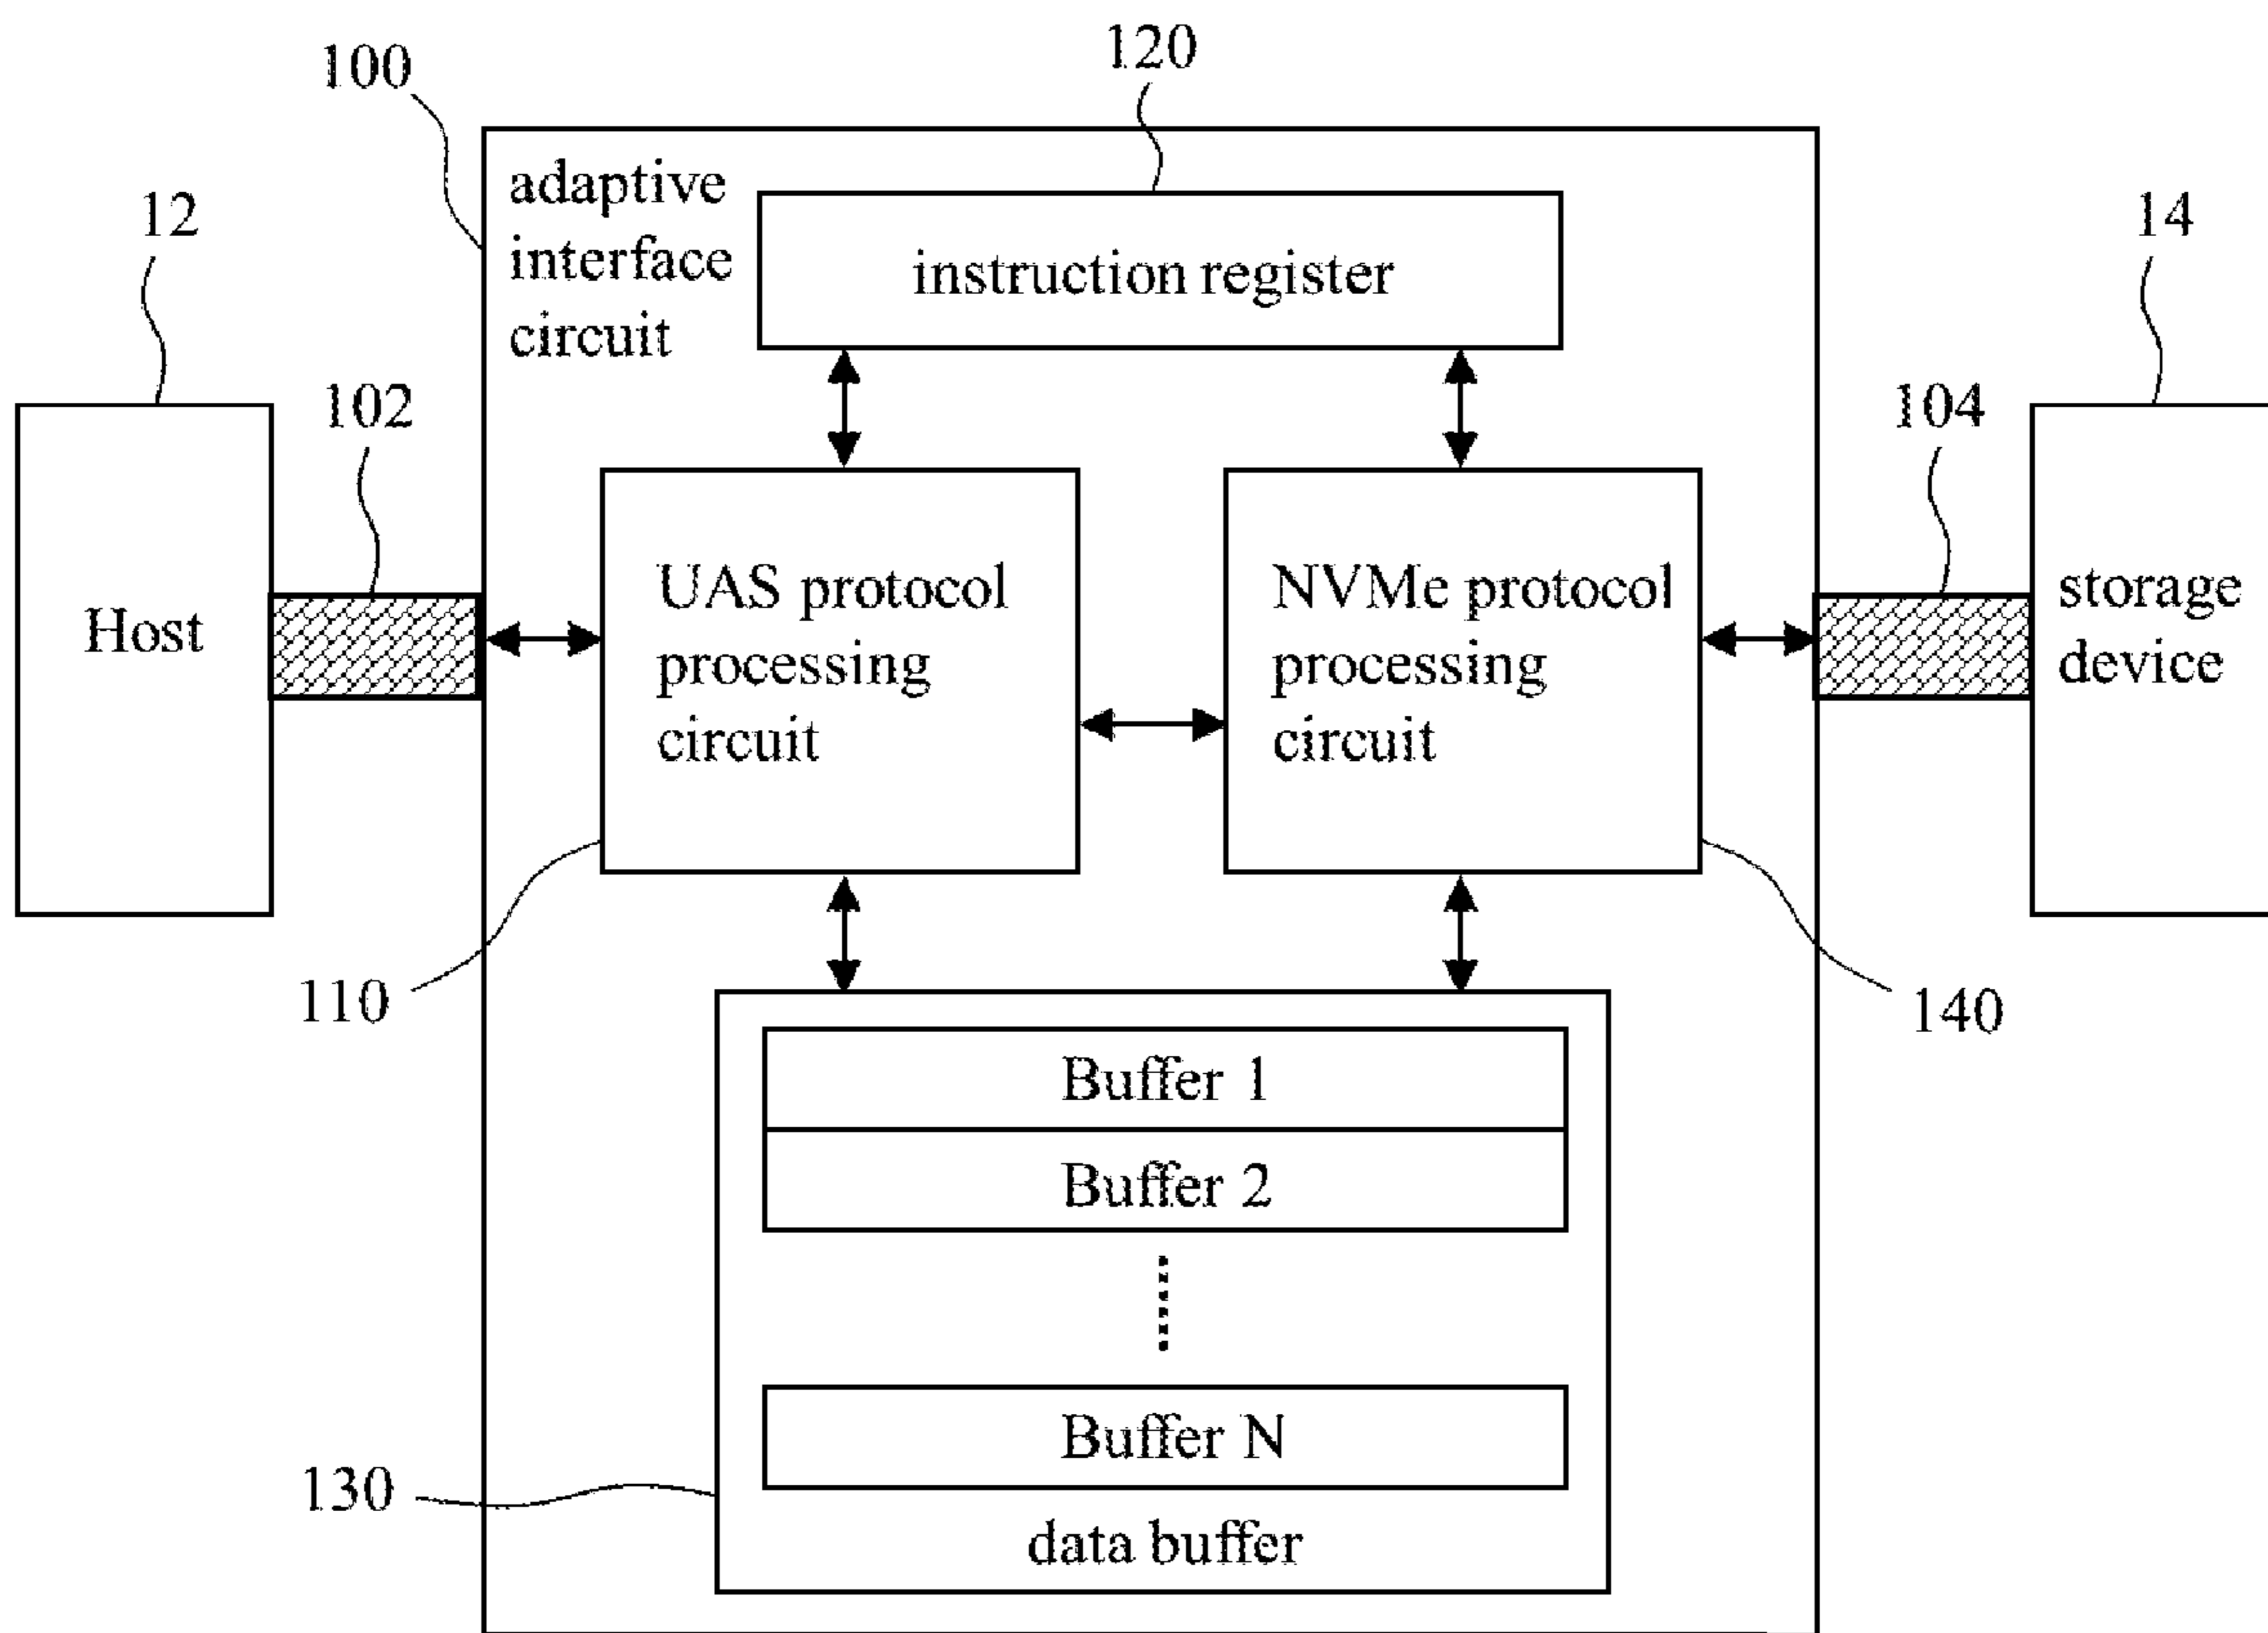 120
100
adaptive
interface
circuit
instruction register
12
14
102
104
Host
UAS protocol
processing
circuit
NVMe protocol
processing
circuit
storage
device
110
140
Buffer 1
Buffer 2
Buffer N
130
data buffer